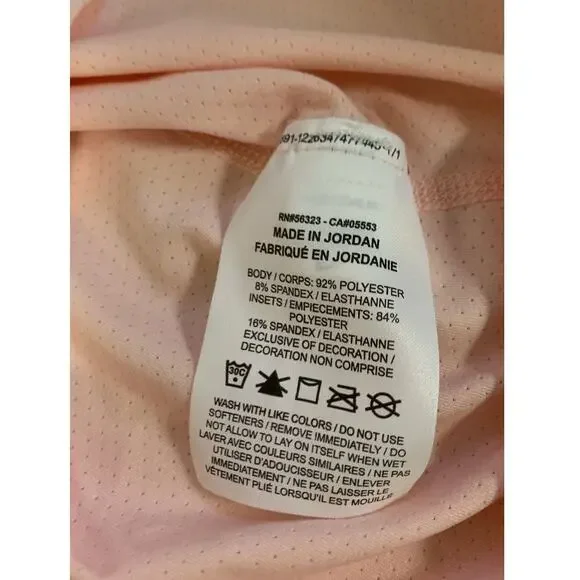 RN#56323 - CA#05553
MADE IN JORDAN
FABRIQUÉ EN JORDANIE
BODY / CORPS: 92% POLYESTER
8% SPANDEX / ELASTHANNE
INSETS / EMPIECEMENTS: 84%
POLYESTER
16% SPANDEX / ELASTHANNE
EXCLUSIVE OF DECORATION /
DECORATION NON COMPRISE
30C
WASH WITH LIKE COLORS / DO NOT USE
SOFTENERS / REMOVE IMMEDIATELY / DO
NOT ALLOW TO LAY ON ITSELF WHEN WET
LAVER AVEC COULEURS SIMILAIRES / NE PAS
UTILISER D'ADOUCISSEUR / ENLEVER
IMMEDIATEMENT / NE PAS LAISSER LE
VÊTEMENT PLIÉ LORSQU'IL EST MOUILLÉ